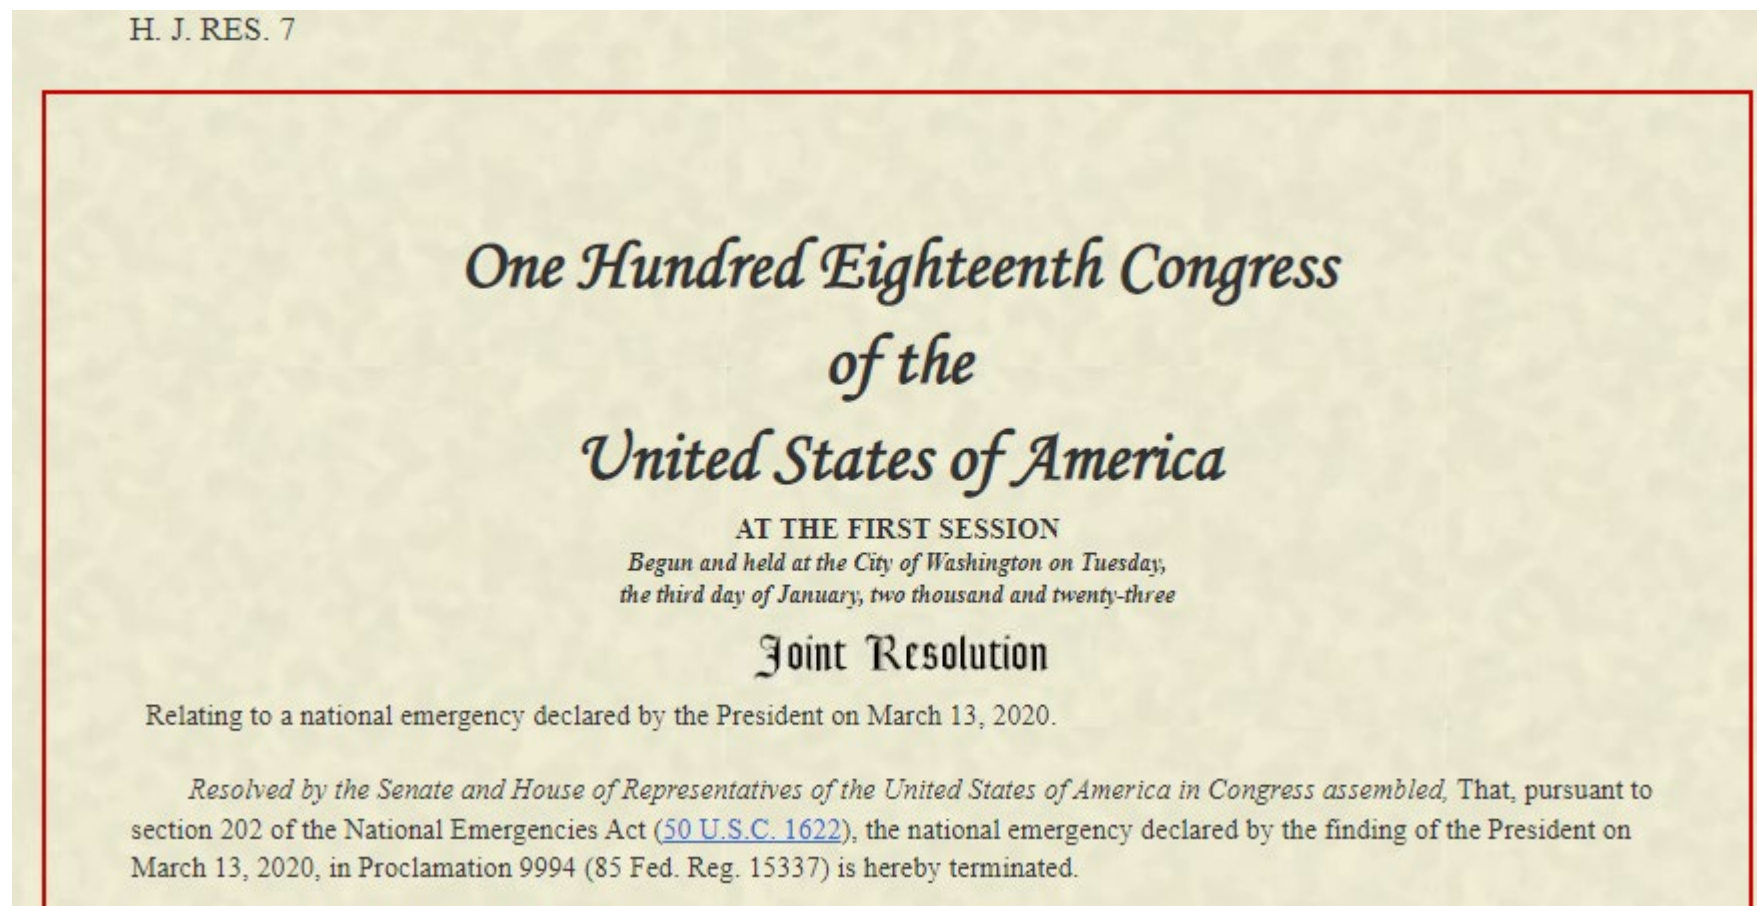 H. J. RES. 7
One Hundred Eighteenth Congress
of the
United States of America
AT THE FIRST SESSION
Begun and held at the City of Washington on Tuesday,
the third day of January, two thousand and twenty-three
Joint Resolution
Relating to a national emergency declared by the President on March 13, 2020.
Resolved by the Senate and House of Representatives of the United States of America in Congress assembled, That, pursuant to
section 202 of the National Emergencies Act (50 U.S.C. 1622), the national emergency declared by the finding of the President on
March 13, 2020, in Proclamation 9994 (85 Fed. Reg. 15337) is hereby terminated.